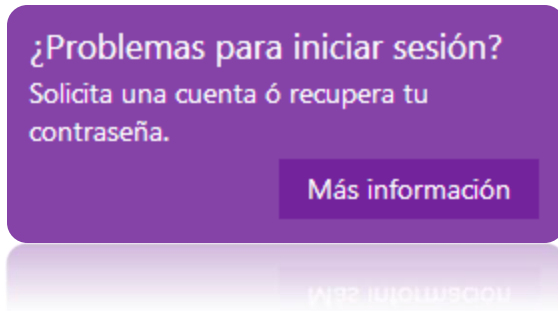 ¿Problemas para iniciar sesión?
Solicita una cuenta ó recupera tu
contraseña.
Más información